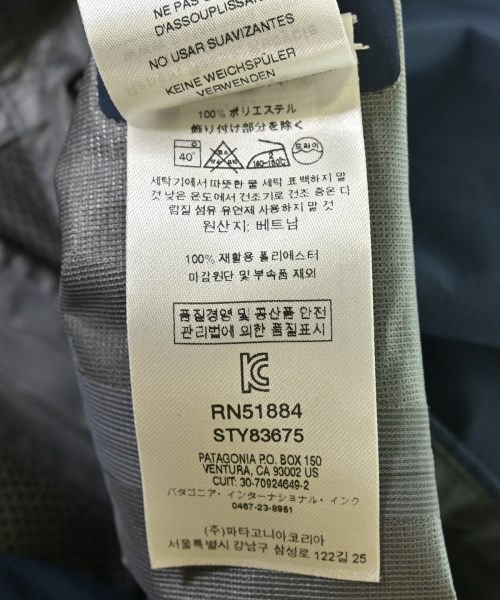 NE PAS
D'ASSOUPLISSAN
NO USAR SUAVIZANTES
KEINE WEICHSPÜLER
VERWENDEN
100% ポリエステル
飾り付け部分を除く
40°
140~160℃
드라이
세탁기에서 따뜻한 물 세탁 표백하지 말
것 낮은 온도에서 건조기로 건조 중온 다
림질 섬유 유연제 사용하지 말 것
원산지: 베트남
100% 재활용 폴리에스터
마감원단 및 부속품 제외
품질경영 및 공산품 안전
관리법에 의한 품질표시
RN51884
STY83675
PATAGONIA P.O. BOX 150
VENTURA, CA 93002 US
CUIT: 30-70924649-2
パタゴニア・インターナショナル・インク
0467-23-8961
(주)파타고니아코리아
서울특별시 강남구 삼성로 122길 25